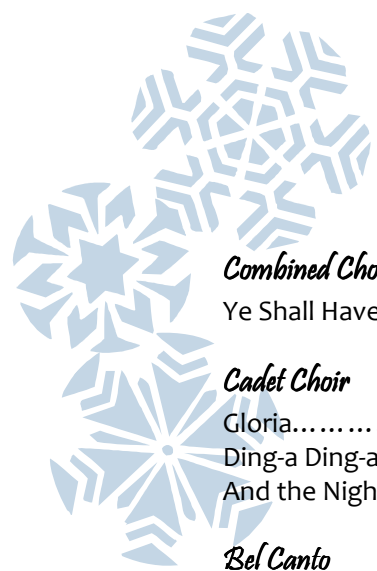 Combined Cho
Ye Shall Have
Cadet Choir
Gloria………
Ding-a Ding-a
And the Nigh
Bel Canto